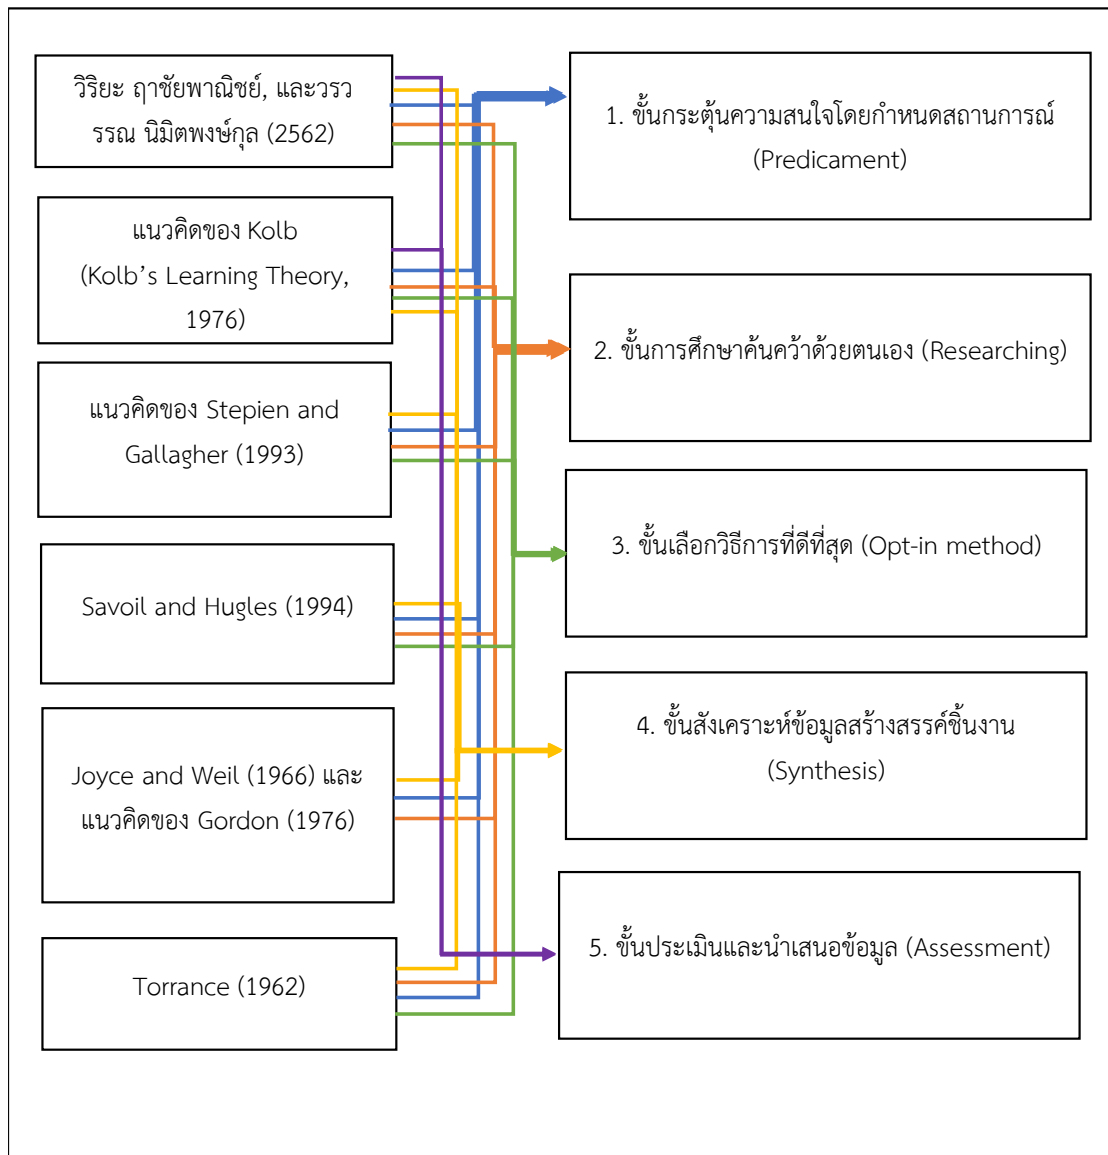 วิริยะ ฤาชัยพาณิชย์, และวรว
รรณ นิมิตพงษ์กุล (2562)
แนวคิดของ Kolb
(Kolb’s Learning Theory,
1976)
แนวคิดของ Stepien and
Gallagher (1993)
Savoil and Hugles (1994)
Joyce and Weil (1966) และ
แนวคิดของ Gordon (1976)
Torrance (1962)
1. ขั้นกระตุ้นความสนใจโดยกำหนดสถานการณ์
(Predicament)
2. ขั้นการศึกษาค้นคว้าด้วยตนเอง (Researching)
3. ขั้นเลือกวิธีการที่ดีที่สุด (Opt-in method)
4. ขั้นสังเคราะห์ข้อมูลสร้างสรรค์ชิ้นงาน
(Synthesis)
5. ขั้นประเมินและนำเสนอข้อมูล (Assessment)